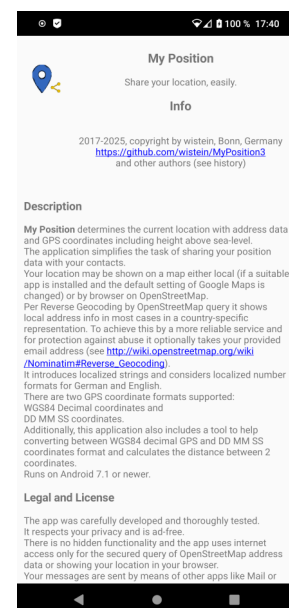 100 % 17:40
My Position
Share your location, easily.
Info
2017-2025, copyright by wistein, Bonn, Germany
https://github.com/wistein/MyPosition3
and other authors (see history)
Description
My Position determines the current location with address data
and GPS coordinates including height above sea-level.
The application simplifies the task of sharing your position
data with your contacts.
Your location may be shown on a map either local (if a suitable
app is installed and the default setting of Google Maps is
changed) or by browser on OpenStreetMap.
Per Reverse Geocoding by OpenStreetMap query it shows
local address info in most cases in a country-specific
representation. To achieve this by a more reliable service and
for protection against abuse it optionally takes your provided
email address (see http://wiki.openstreetmap.org/wiki
/Nominatim#Reverse_Geocoding).
It introduces localized strings and considers localized number
formats for German and English.
There are two GPS coordinate formats supported:
WGS84 Decimal coordinates and
DD MM SS coordinates.
Additionally, this application also includes a tool to help
converting between WGS84 decimal GPS and DD MM SS
coordinates format and calculates the distance between 2
coordinates.
Runs on Android 7.1 or newer.
Legal and License
The app was carefully developed and thoroughly tested.
It respects your privacy and is ad-free.
There is no hidden functionality and the app uses internet
access only for the secured query of OpenStreetMap address
data or showing your location in your browser.
Your messages are sent by means of other apps like Mail or